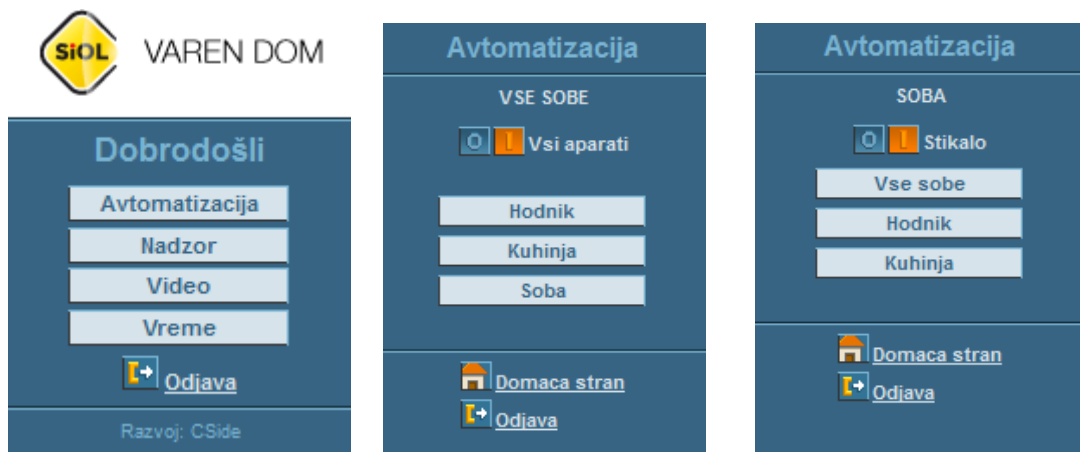 SiOL
VAREN DOM
Dobrodošli
Avtomatizacija
Nadzor
Video
Vreme
Odjava
Razvoj: CSide
Avtomatizacija
VSE SOBE
O I Vsi aparati
Hodnik
Kuhinja
Soba
Domaca stran
Odjava
Avtomatizacija
SOBA
O I Stikalo
Vse sobe
Hodnik
Kuhinja
Domaca stran
Odjava